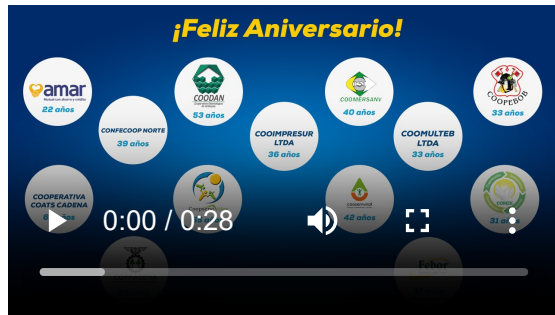 ¡Feliz Aniversario!
amar
22 años
COODAN
53 años
COOMERSANV
40 años
COOPEBOB
33 años
CONFECOOP NORTE
39 años
COOIMPRESUR
LTDA
36 años
COOMULTEB
LTDA
33 años
COOPERATIVA
COATS CADENA
42 años
31 años
0:00 / 0:28
Febor